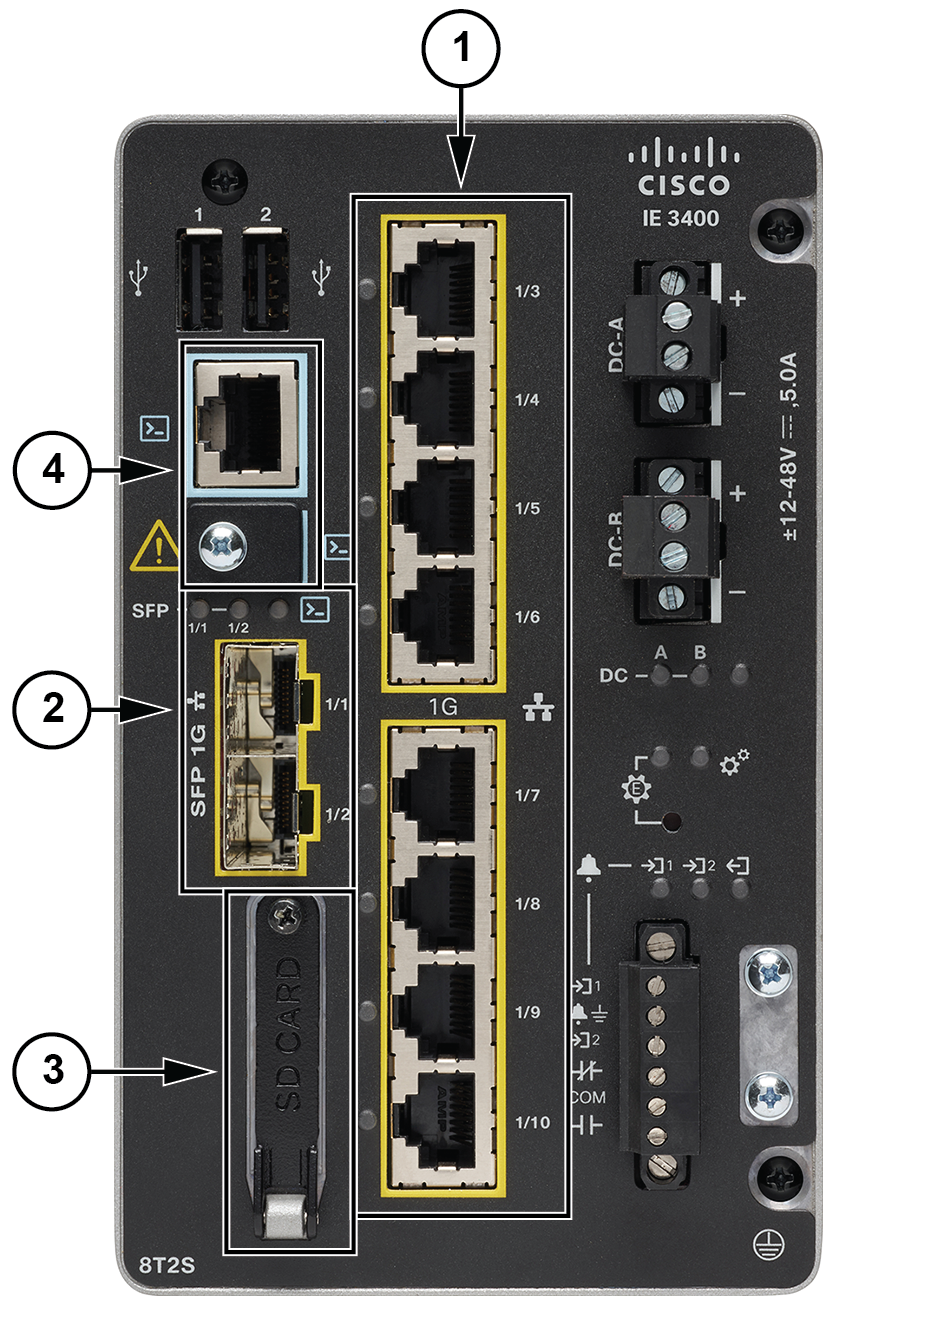 1
CISCO
IE 3400
1 2
1/3
+
DC-A
1/4
−
±12-48V ⎓ ,5.0A
4
1/5
+
DC-B
1/6
−
SFP
1/1 1/2
A B
DC
2
SFP 1G
1/1
1G
1/2
1/7
E
1 2
1/8
SD CARD
1
1/9
2
3
COM
AMP
1/10
8T2S